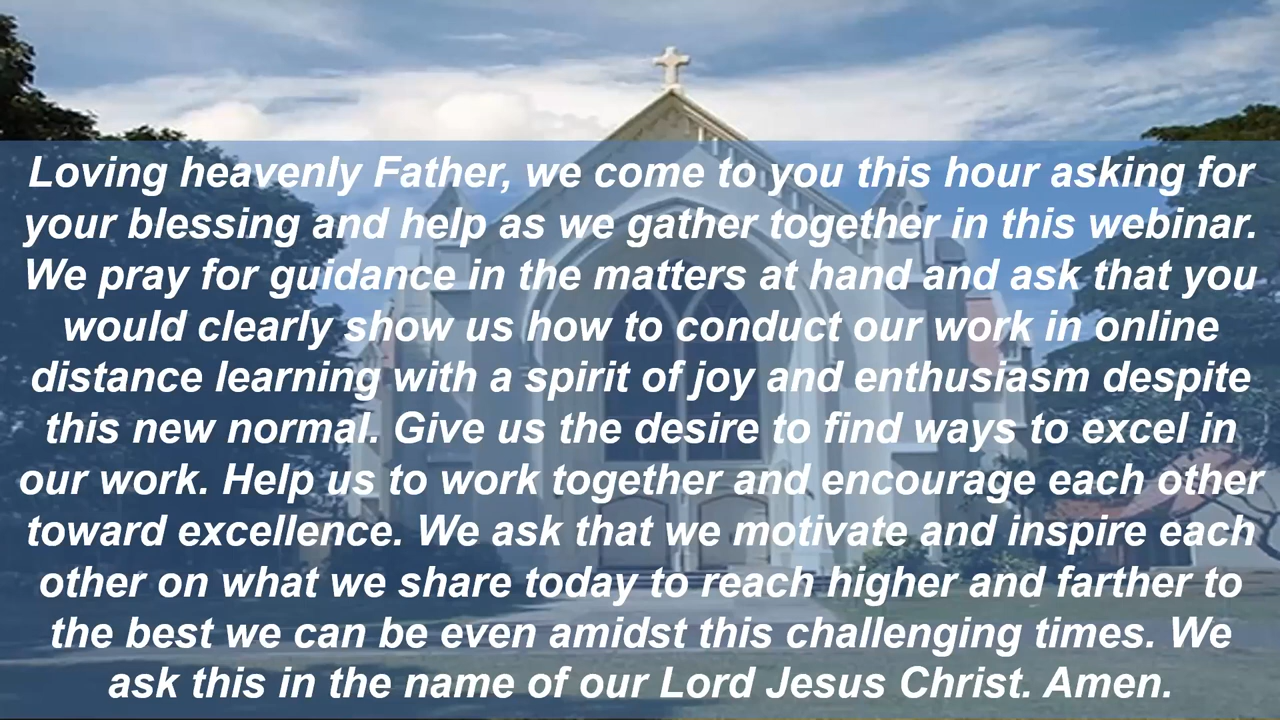 Loving heavenly Father, we come to you this hour asking for
your blessing and help as we gather together in this webinar.
We pray for guidance in the matters at hand and ask that you
would clearly show us how to conduct our work in online
distance learning with a spirit of joy and enthusiasm despite
this new normal. Give us the desire to find ways to excel in
our work. Help us to work together and encourage each other
toward excellence. We ask that we motivate and inspire each
other on what we share today to reach higher and farther to
the best we can be even amidst this challenging times. We
ask this in the name of our Lord Jesus Christ. Amen.